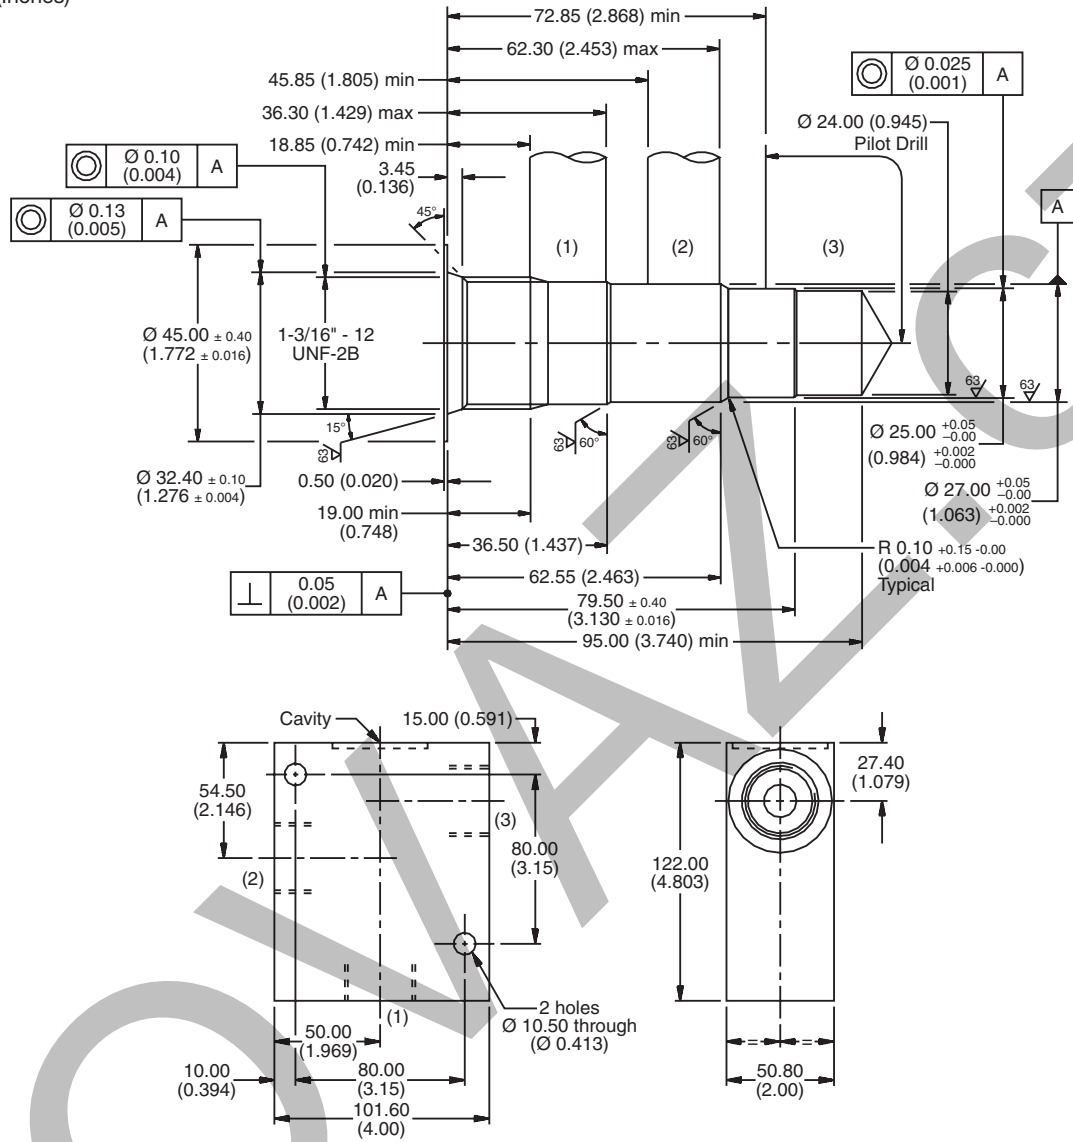 (inches)
72.85 (2.868) min
62.30 (2.453) max
45.85 (1.805) min
36.30 (1.429) max
18.85 (0.742) min
3.45
(0.136)
Ø 0.025
(0.001)
A
Ø 24.00 (0.945)
Pilot Drill
Ø 0.10
(0.004)
A
Ø 0.13
(0.005)
A
A
45°
(1)
(2)
(3)
Ø 45.00 ± 0.40
(1.772 ± 0.016)
1-3/16" - 12
UNF-2B
15°
63
63
60°
63
60°
63
63
Ø 32.40 ± 0.10
(1.276 ± 0.004)
0.50 (0.020)
19.00 min
(0.748)
36.50 (1.437)
62.55 (2.463)
79.50 ± 0.40
(3.130 ± 0.016)
95.00 (3.740) min
Ø 25.00 +0.05 -0.00
(0.984) +0.002 -0.000
Ø 27.00 +0.05 -0.00
(1.063) +0.002 -0.000
R 0.10 +0.15 -0.00
(0.004 +0.006 -0.000)
Typical
0.05
(0.002)
A
Cavity
15.00 (0.591)
54.50
(2.146)
(3)
80.00
(3.15)
(2)
(1)
2 holes
Ø 10.50 through
(Ø 0.413)
50.00
(1.969)
10.00
(0.394)
80.00
(3.15)
101.60
(4.00)
27.40
(1.079)
122.00
(4.803)
= =
50.80
(2.00)